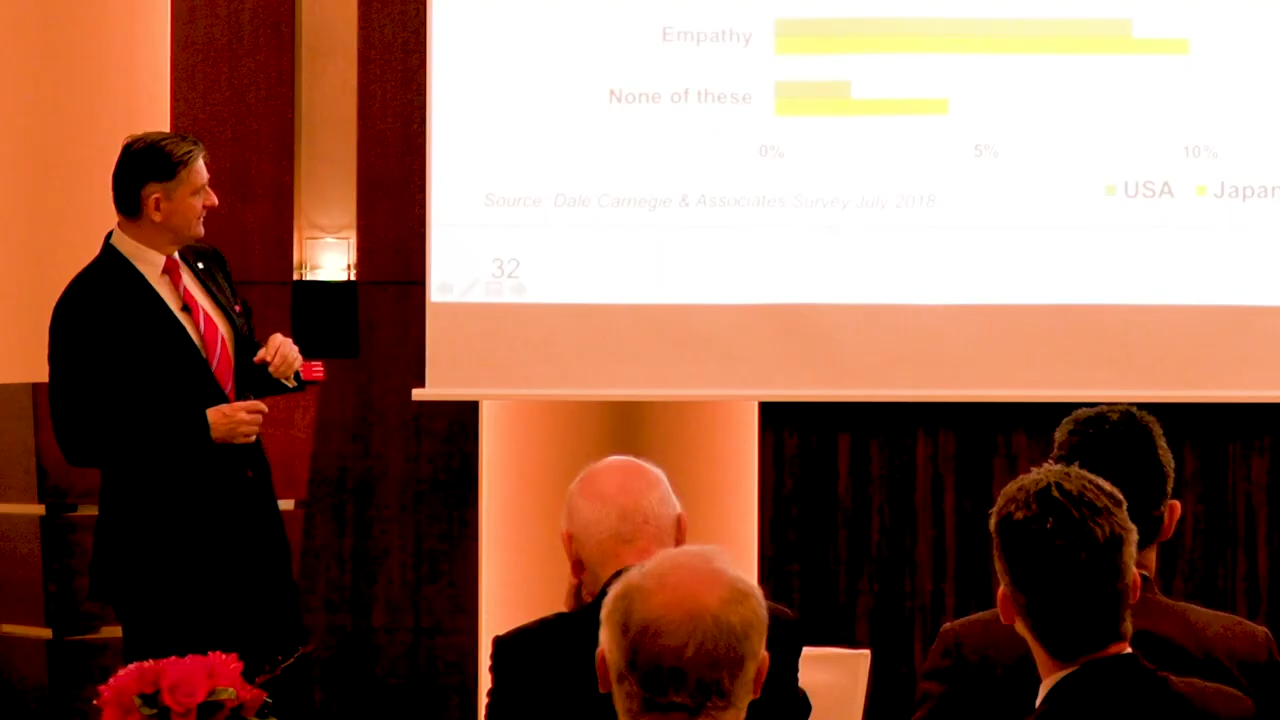 Empathy
None of these
0% 5% 10%
USA Japan
Source: Dale Carnegie & Associates Survey July 2018
32